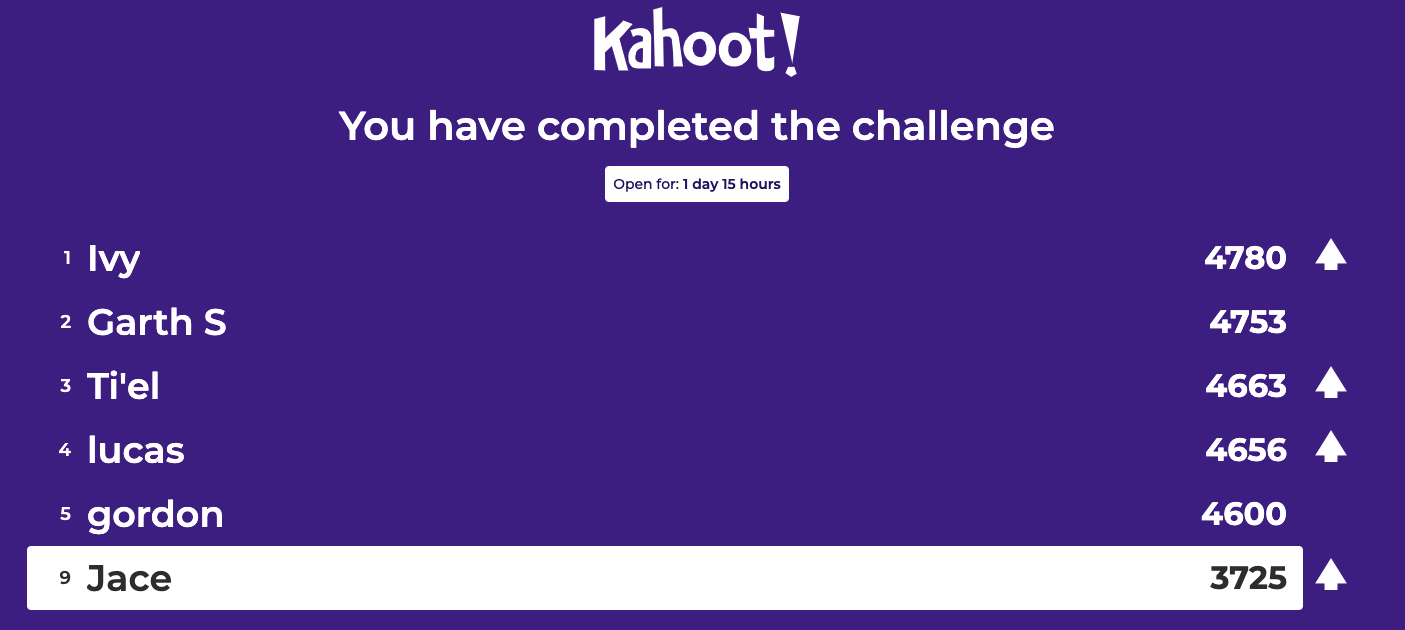 Kahoot!
You have completed the challenge
Open for: 1 day 15 hours
1 Ivy 4780
2 Garth S 4753
3 Ti'el 4663
4 lucas 4656
5 gordon 4600
9 Jace 3725